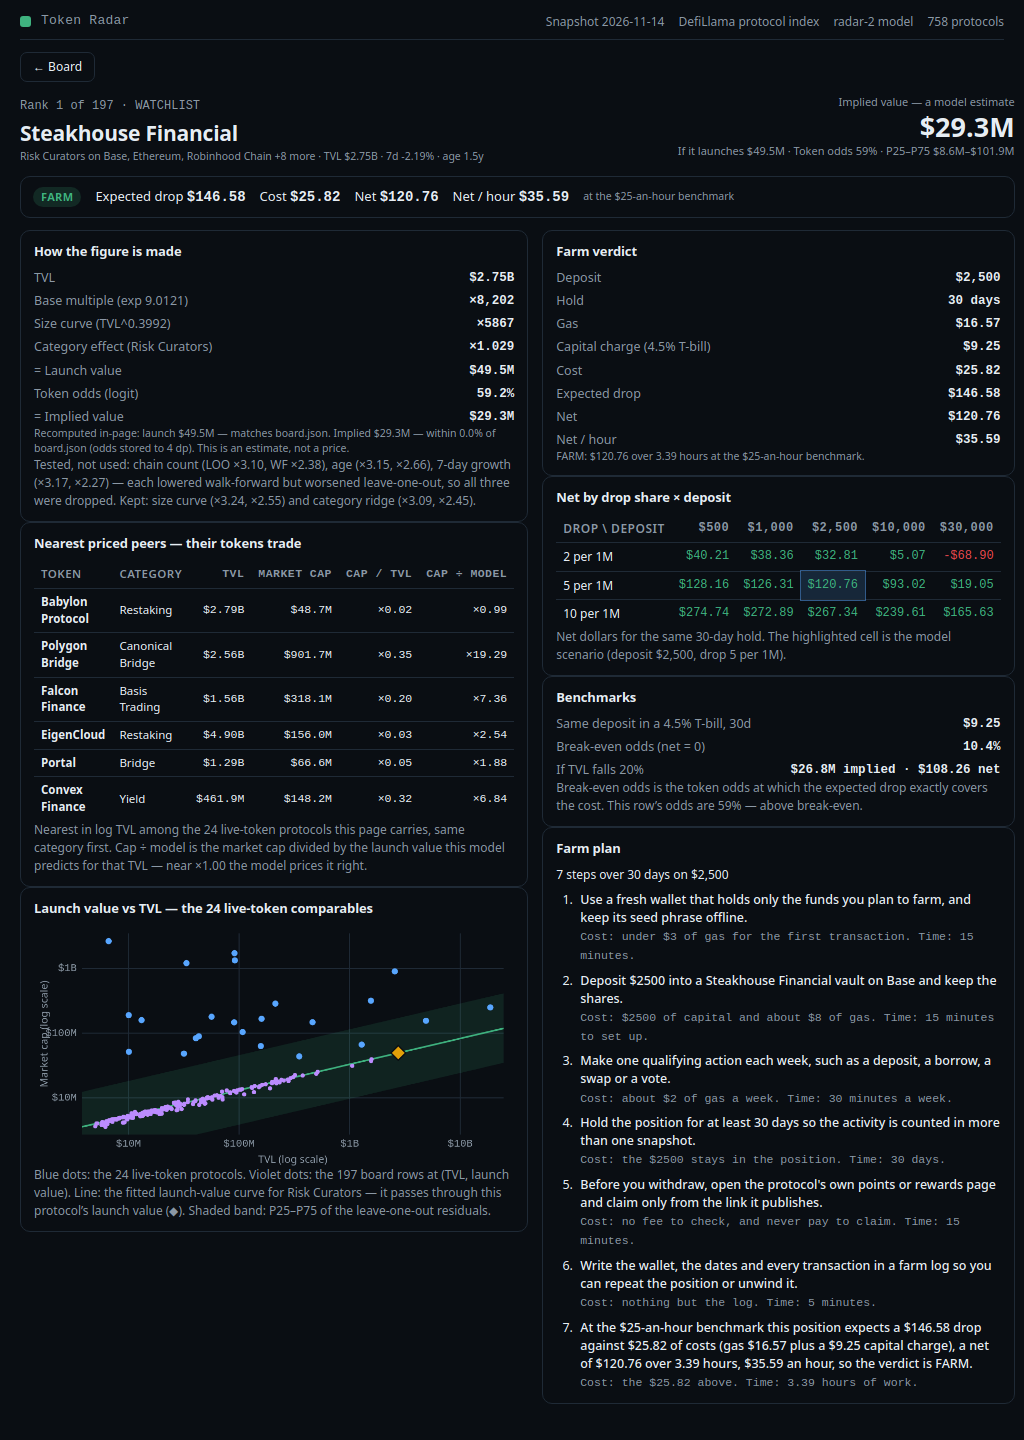 Token Radar
Snapshot 2026-11-14 DefiLlama protocol index radar-2 model 758 protocols
← Board
Rank 1 of 197 · WATCHLIST
Steakhouse Financial
Risk Curators on Base, Ethereum, Robinhood Chain +8 more · TVL $2.75B · 7d -2.19% · age 1.5y
Implied value — a model estimate
$29.3M
If it launches $49.5M · Token odds 59% · P25–P75 $8.6M–$101.9M
FARM Expected drop $146.58 Cost $25.82 Net $120.76 Net / hour $35.59 at the $25-an-hour benchmark
How the figure is made
TVL $2.75B
Base multiple (exp 9.0121) ×8,202
Size curve (TVL^0.3992) ×5867
Category effect (Risk Curators) ×1.029
= Launch value $49.5M
Token odds (logit) 59.2%
= Implied value $29.3M
Recomputed in-page: launch $49.5M — matches board.json. Implied $29.3M — within 0.0% of
board.json (odds stored to 4 dp). This is an estimate, not a price.
Tested, not used: chain count (LOO ×3.10, WF ×2.38), age (×3.15, ×2.66), 7-day growth
(×3.17, ×2.27) — each lowered walk-forward but worsened leave-one-out, so all three
were dropped. Kept: size curve (×3.24, ×2.55) and category ridge (×3.09, ×2.45).
Nearest priced peers — their tokens trade
TOKEN CATEGORY TVL MARKET CAP CAP / TVL CAP ÷ MODEL
Babylon Protocol Restaking $2.79B $48.7M ×0.02 ×0.99
Polygon Bridge Canonical Bridge $2.56B $901.7M ×0.35 ×19.29
Falcon Finance Basis Trading $1.56B $318.1M ×0.20 ×7.36
EigenCloud Restaking $4.90B $156.0M ×0.03 ×2.54
Portal Bridge $1.29B $66.6M ×0.05 ×1.88
Convex Finance Yield $461.9M $148.2M ×0.32 ×6.84
Nearest in log TVL among the 24 live-token protocols this page carries, same
category first. Cap ÷ model is the market cap divided by the launch value this model
predicts for that TVL — near ×1.00 the model prices it right.
Launch value vs TVL — the 24 live-token comparables
Market cap (log scale)
$1B
$100M
$10M
$10M $100M $1B $10B
TVL (log scale)
Blue dots: the 24 live-token protocols. Violet dots: the 197 board rows at (TVL, launch
value). Line: the fitted launch-value curve for Risk Curators — it passes through this
protocol's launch value (◆). Shaded band: P25–P75 of the leave-one-out residuals.
Farm verdict
Deposit $2,500
Hold 30 days
Gas $16.57
Capital charge (4.5% T-bill) $9.25
Cost $25.82
Expected drop $146.58
Net $120.76
Net / hour $35.59
FARM: $120.76 over 3.39 hours at the $25-an-hour benchmark.
Net by drop share × deposit
DROP \ DEPOSIT $500 $1,000 $2,500 $10,000 $30,000
2 per 1M $40.21 $38.36 $32.81 $5.07 -$68.90
5 per 1M $128.16 $126.31 $120.76 $93.02 $19.05
10 per 1M $274.74 $272.89 $267.34 $239.61 $165.63
Net dollars for the same 30-day hold. The highlighted cell is the model
scenario (deposit $2,500, drop 5 per 1M).
Benchmarks
Same deposit in a 4.5% T-bill, 30d $9.25
Break-even odds (net = 0) 10.4%
If TVL falls 20% $26.8M implied · $108.26 net
Break-even odds is the token odds at which the expected drop exactly covers
the cost. This row's odds are 59% — above break-even.
Farm plan
7 steps over 30 days on $2,500
1. Use a fresh wallet that holds only the funds you plan to farm, and
keep its seed phrase offline.
Cost: under $3 of gas for the first transaction. Time: 15
minutes.
2. Deposit $2500 into a Steakhouse Financial vault on Base and keep the
shares.
Cost: $2500 of capital and about $8 of gas. Time: 15 minutes
to set up.
3. Make one qualifying action each week, such as a deposit, a borrow, a
swap or a vote.
Cost: about $2 of gas a week. Time: 30 minutes a week.
4. Hold the position for at least 30 days so the activity is counted in more
than one snapshot.
Cost: the $2500 stays in the position. Time: 30 days.
5. Before you withdraw, open the protocol's own points or rewards page
and claim only from the link it publishes.
Cost: no fee to check, and never pay to claim. Time: 15
minutes.
6. Write the wallet, the dates and every transaction in a farm log so you
can repeat the position or unwind it.
Cost: nothing but the log. Time: 5 minutes.
7. At the $25-an-hour benchmark this position expects a $146.58 drop
against $25.82 of costs (gas $16.57 plus a $9.25 capital charge), a net
of $120.76 over 3.39 hours, $35.59 an hour, so the verdict is FARM.
Cost: the $25.82 above. Time: 3.39 hours of work.